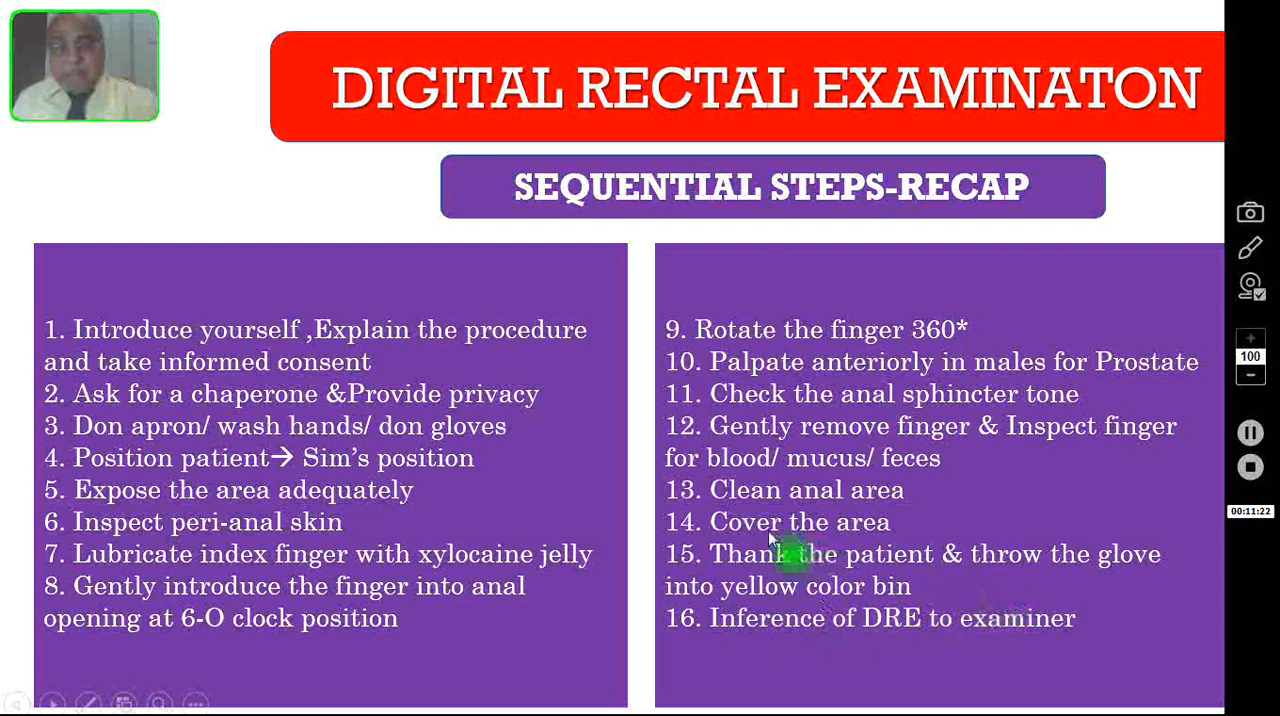 DIGITAL RECTAL EXAMINATON
SEQUENTIAL STEPS-RECAP
1. Introduce yourself ,Explain the procedure
and take informed consent
2. Ask for a chaperone &Provide privacy
3. Don apron/ wash hands/ don gloves
4. Position patient→ Sim's position
5. Expose the area adequately
6. Inspect peri-anal skin
7. Lubricate index finger with xylocaine jelly
8. Gently introduce the finger into anal
opening at 6-O clock position
9. Rotate the finger 360*
10. Palpate anteriorly in males for Prostate
11. Check the anal sphincter tone
12. Gently remove finger & Inspect finger
for blood/ mucus/ feces
13. Clean anal area
14. Cover the area
15. Thank the patient & throw the glove
into yellow color bin
16. Inference of DRE to examiner
+
100
-
00:11:22